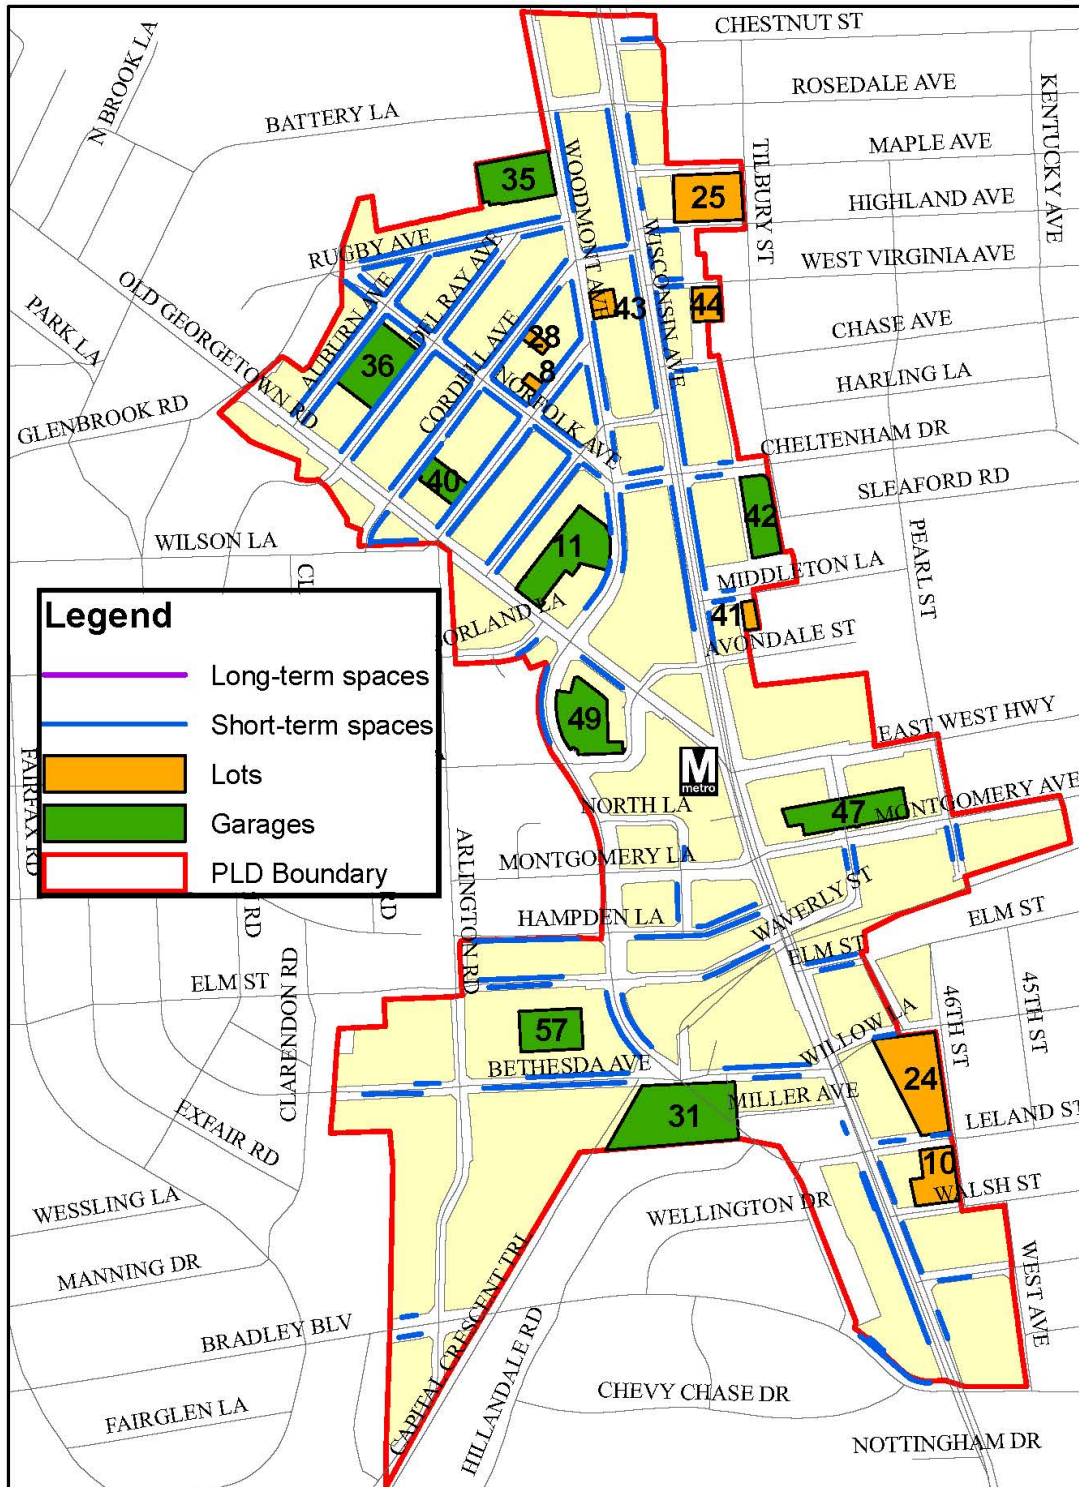 CHESTNUT ST
N BROOK LA
ROSEDALE AVE
KENTUCKY AVE
BATTERY LA
WOODMONT AVE
TILBURY ST
MAPLE AVE
35
25
HIGHLAND AVE
RUGBY AVE
DEL RAY AVE
WISCONSIN AVE
WEST VIRGINIA AVE
OLD GEORGETOWN RD
PARK LA
AUBURN AVE
43
44
CHASE AVE
28
CORDELL AVE
36
8
NORFOLK AVE
HARLING LA
GLENBROOK RD
CHELTENHAM DR
40
SLEAFORD RD
42
WILSON LA
11
PEARL ST
MIDDLETON LA
CL
Legend
Long-term spaces
Short-term spaces
Lots
Garages
PLD Boundary
ORLAND LA
41
AVONDALE ST
49
EAST WEST HWY
M
metro
FAIRFAX RD
NORTH LA
47
MONTGOMERY AVE
ARLINGTON RD
MONTGOMERY LA
RD
RD
HAMPDEN LA
WAVERLY ST
ELM ST
ELM ST
ELM ST
CLARENDON RD
46TH ST
45TH ST
57
WILLOW LA
BETHESDA AVE
24
31
MILLER AVE
LELAND ST
EXFAIR RD
10
WALSH ST
WESSLING LA
WELLINGTON DR
MANNING DR
CAPITAL CRESCENT TRL
WEST AVE
BRADLEY BLV
HILLANDALE RD
CHEVY CHASE DR
FAIRGLEN LA
NOTTINGHAM DR